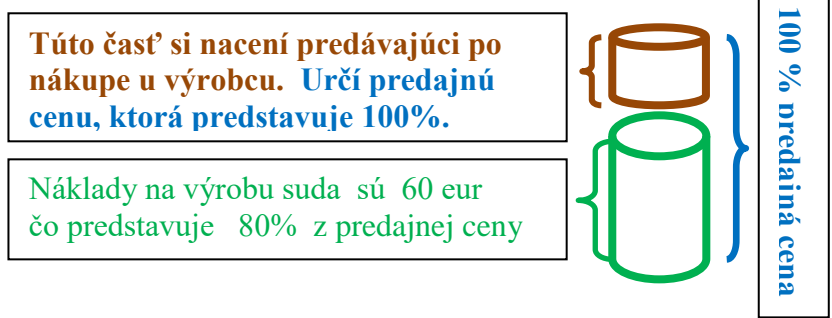 Túto časť si nacení predávajúci po
nákupe u výrobcu. Určí predajnú
cenu, ktorá predstavuje 100%.
Náklady na výrobu suda sú 60 eur
čo predstavuje 80% z predajnej ceny
100 % predajná cena